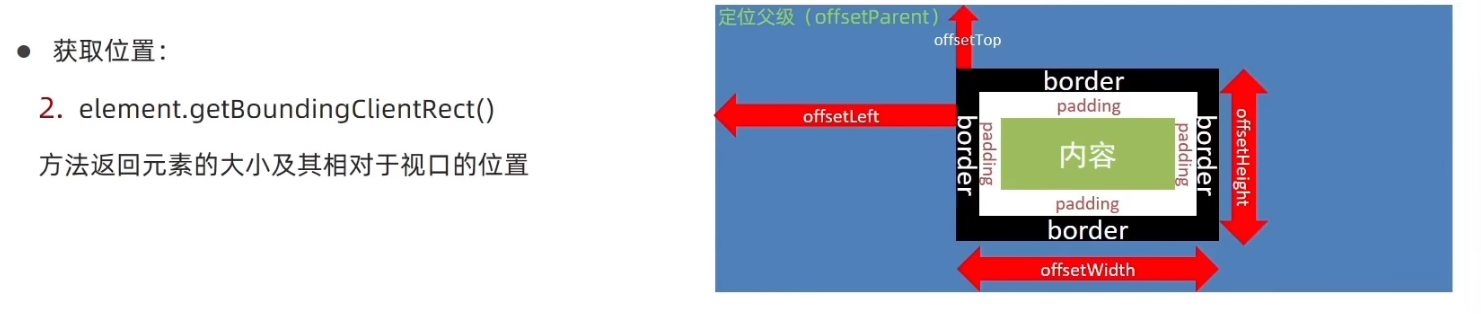 ● 获取位置：
2. element.getBoundingClientRect()
方法返回元素的大小及其相对于视口的位置
定位父级（offsetParent）
offsetTop
border
offsetLeft
padding
border
padding
内容
padding
border
offsetHeight
padding
border
offsetWidth